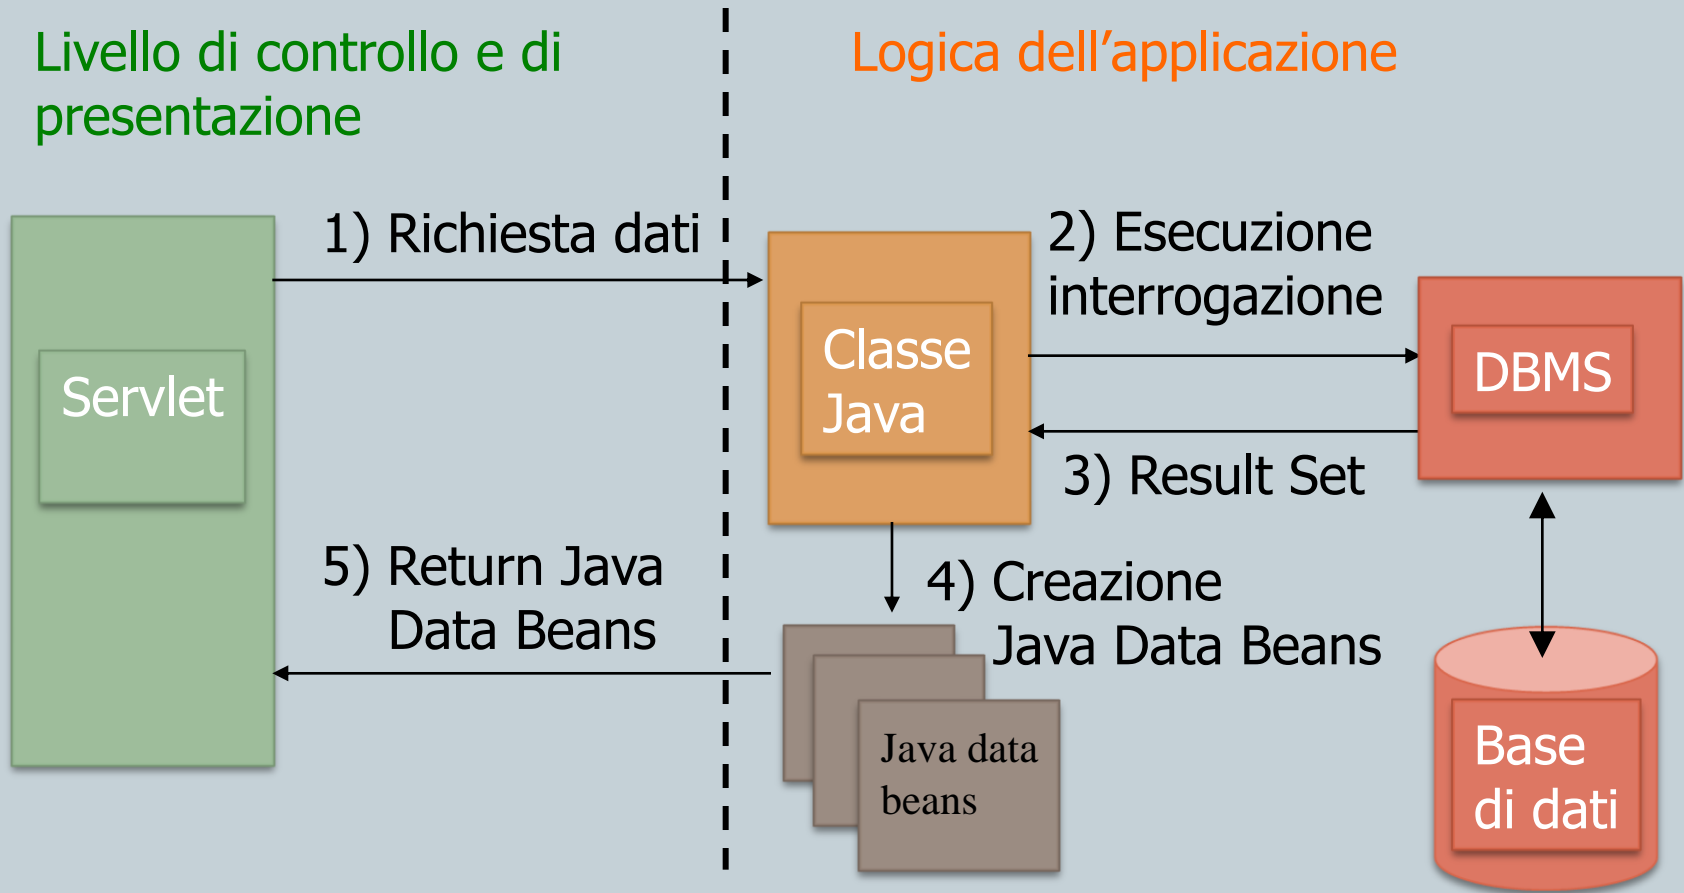 Livello di controllo e di
presentazione
Logica dell’applicazione
1) Richiesta dati
2) Esecuzione
interrogazione
Servlet
Classe
Java
DBMS
3) Result Set
5) Return Java
Data Beans
4) Creazione
Java Data Beans
Java data
beans
Base
di dati